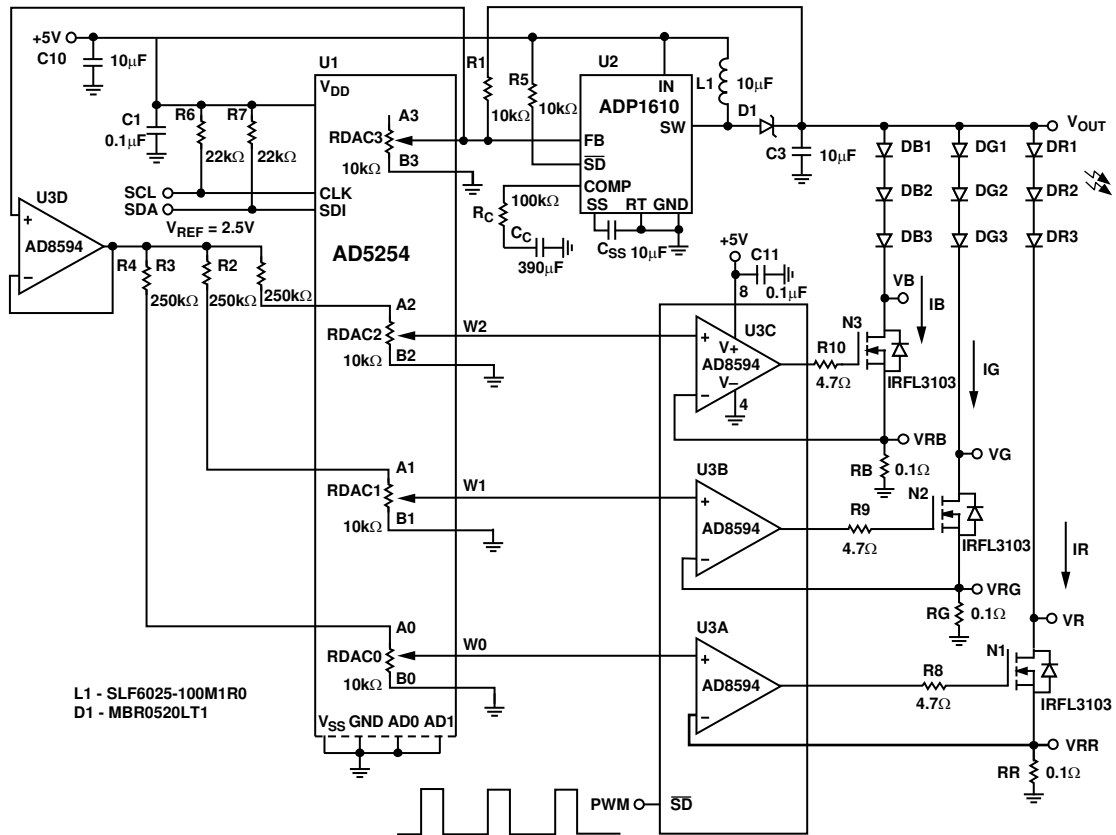 +5V
C10
10μF
C1
0.1μF
R6
22kΩ
R7
22kΩ
U1
VDD
A3
RDAC3
10kΩ
B3
R1
10kΩ
R5
10kΩ
U2
IN
ADP1610
FB
SW
SD
COMP
SS
RT
GND
L1
10μF
D1
C3
10μF
VOUT
DB1
DG1
DR1
DB2
DG2
DR2
DB3
DG3
DR3
SCL
SDA
CLK
SDI
VREF = 2.5V
AD5254
U3D
+
AD8594
–
R4
R3
R2
250kΩ
250kΩ
250kΩ
100kΩ
RC
CC
390μF
CSS
10μF
+5V
C11
8
0.1μF
A2
RDAC2
10kΩ
B2
W2
U3C
+
V+
AD8594
V–
–
4
R10
4.7Ω
N3
IRFL3103
VB
IB
VRB
RB
0.1Ω
IG
VG
A1
RDAC1
10kΩ
B1
W1
U3B
+
AD8594
–
R9
4.7Ω
N2
IRFL3103
VRG
RG
0.1Ω
IR
VR
A0
RDAC0
10kΩ
B0
W0
U3A
+
AD8594
–
R8
4.7Ω
N1
IRFL3103
VRR
RR
0.1Ω
L1 - SLF6025-100M1R0
D1 - MBR0520LT1
VSS GND AD0 AD1
PWM
SD